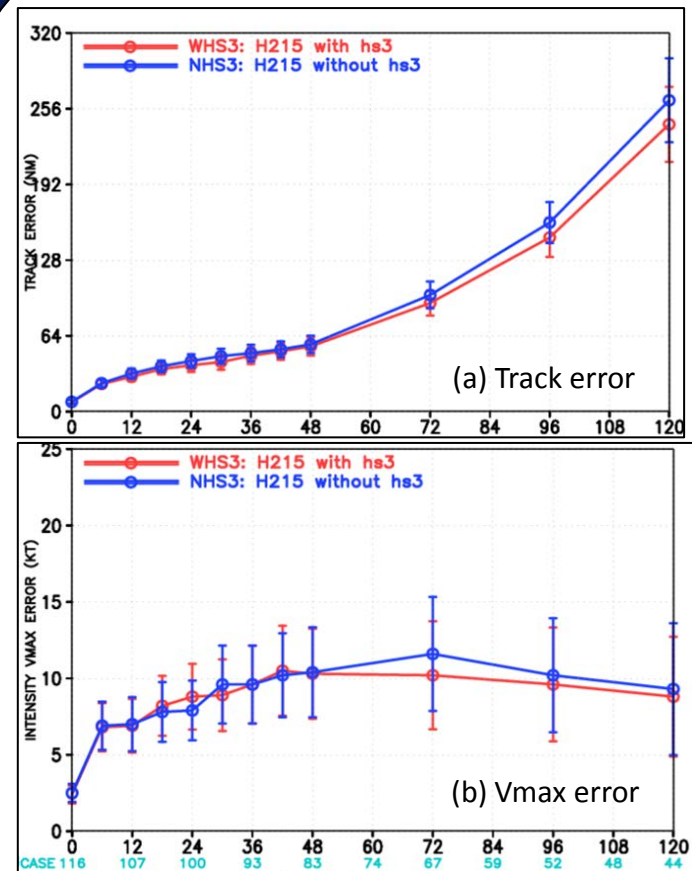 320
WHS3: H215 with hs3
NHS3: H215 without hs3
256
192
128
64
0
TRACK ERROR (NM)
(a) Track error
0 12 24 36 48 60 72 84 96 108 120
25
WHS3: H215 with hs3
NHS3: H215 without hs3
20
15
10
5
0
INTENSITY VMAX ERROR (KT)
(b) Vmax error
0 12 24 36 48 60 72 84 96 108 120
CASE 116 107 100 93 83 74 67 59 52 48 44